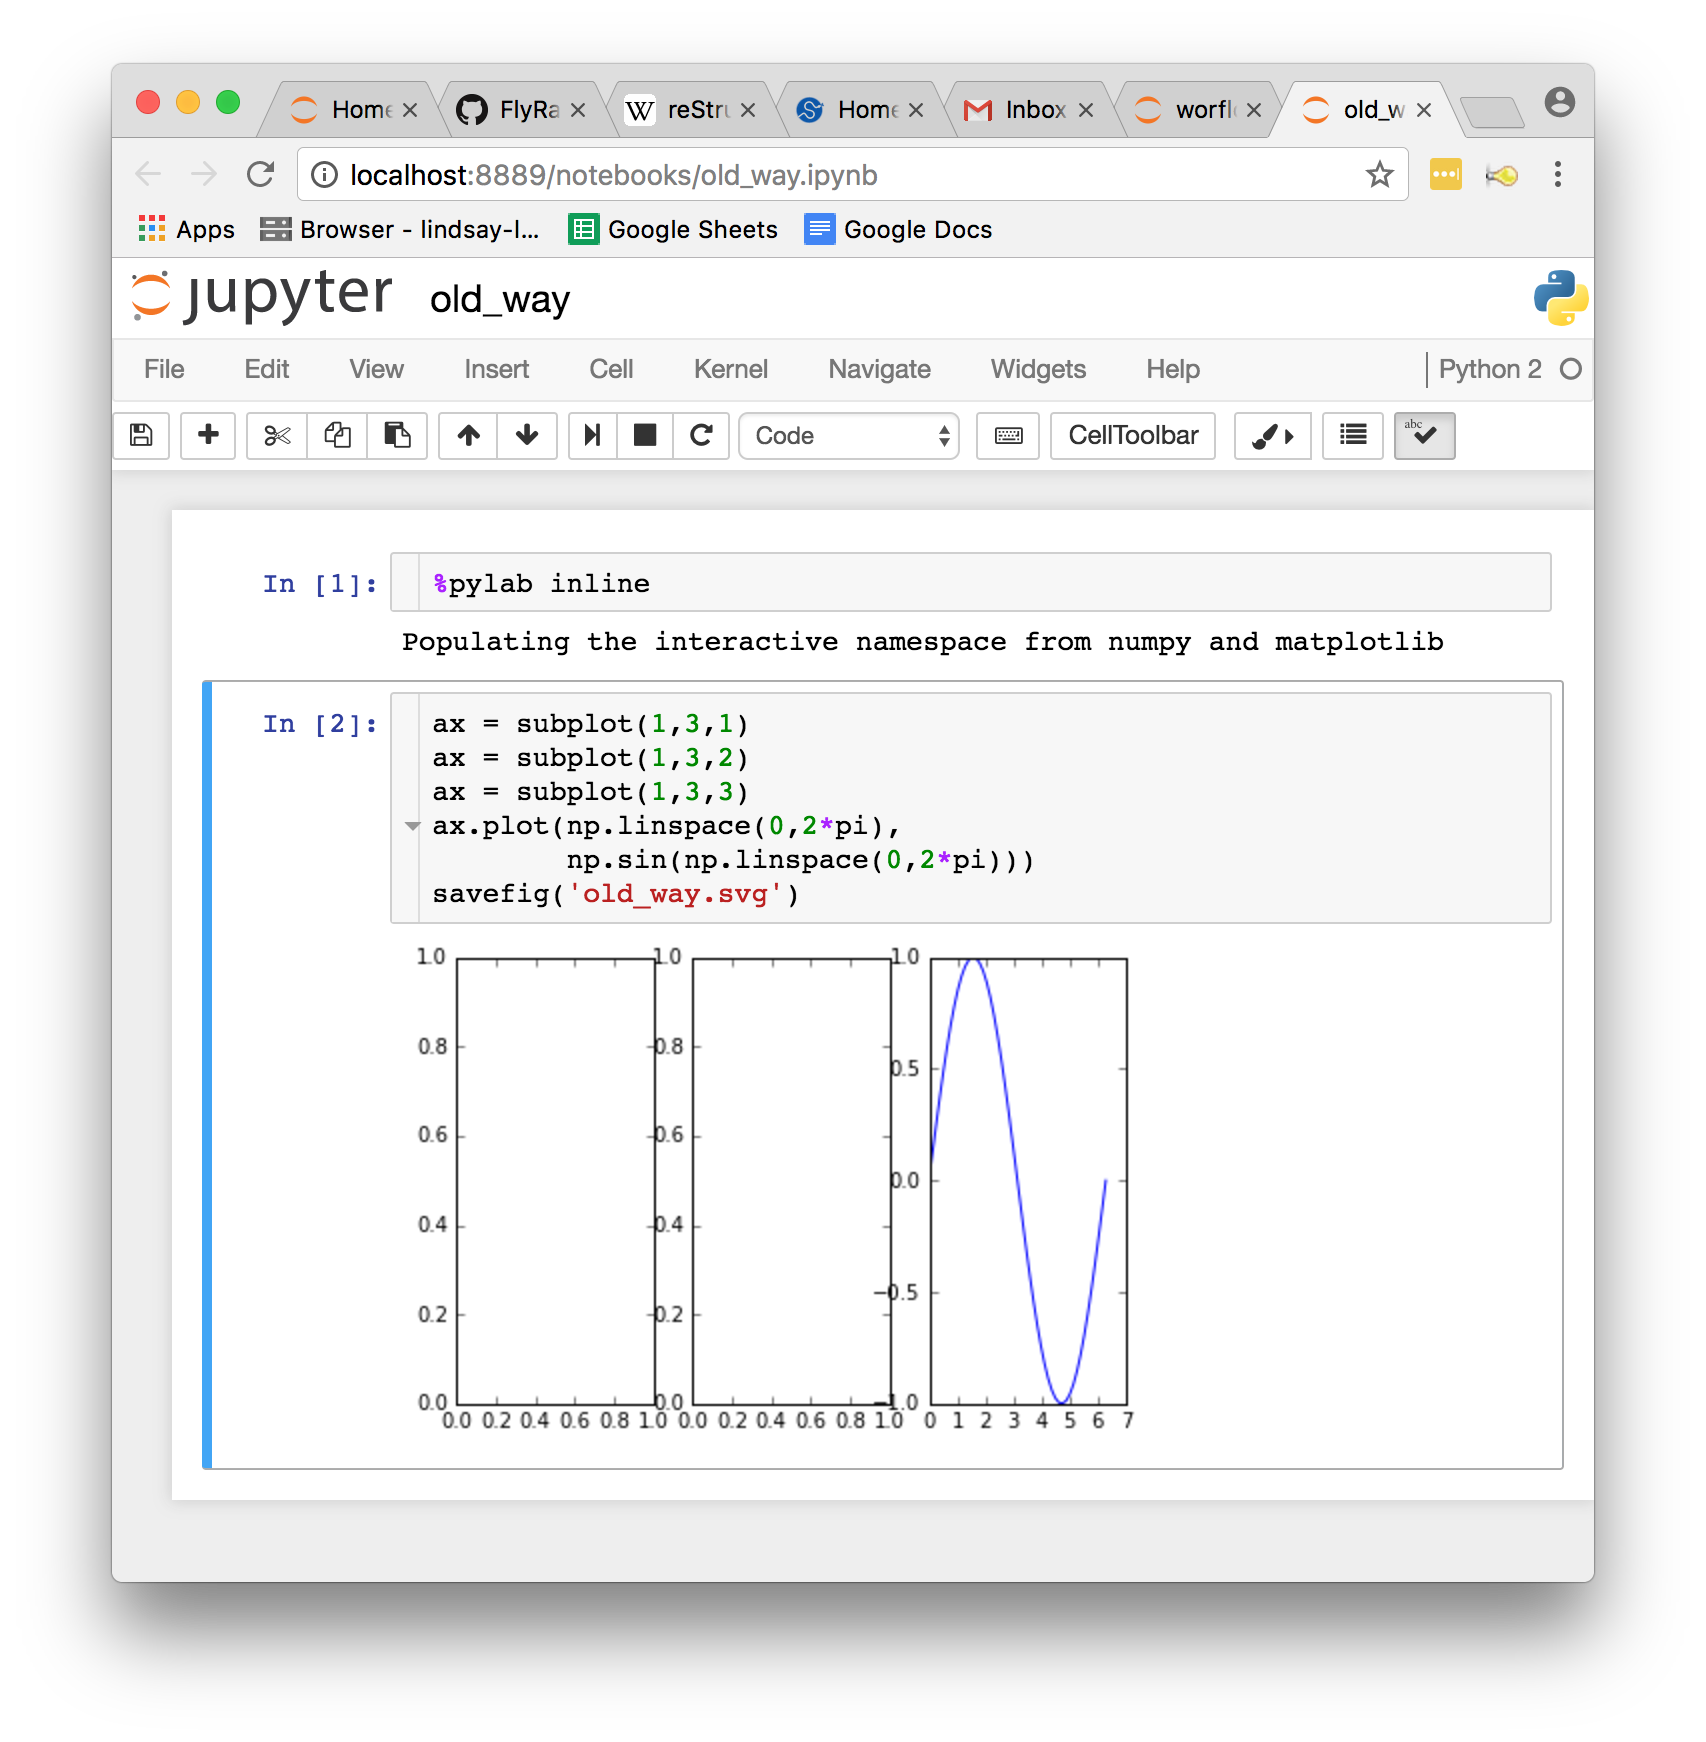 Home FlyRa reStru Home Inbox worfl old_w
localhost:8889/notebooks/old_way.ipynb
Apps Browser - lindsay-l... Google Sheets Google Docs
jupyter old_way
File Edit View Insert Cell Kernel Navigate Widgets Help Python 2
Code CellToolbar abc
In [1]: %pylab inline
Populating the interactive namespace from numpy and matplotlib
In [2]: ax = subplot(1,3,1)
ax = subplot(1,3,2)
ax = subplot(1,3,3)
ax.plot(np.linspace(0,2*pi),
np.sin(np.linspace(0,2*pi)))
savefig('old_way.svg')
1.0 1.0 1.0
0.8 0.8
0.5
0.6 0.6
0.0
0.4 0.4
−0.5
0.2 0.2
0.0 0.0 −1.0
0.0 0.2 0.4 0.6 0.8 1.0 0.0 0.2 0.4 0.6 0.8 1.0 0 1 2 3 4 5 6 7